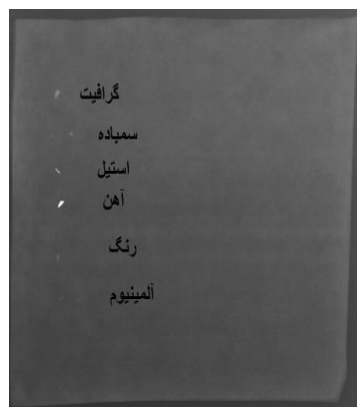 گرافیت
سمباده
استیل
آهن
رنگ
آلمینیوم